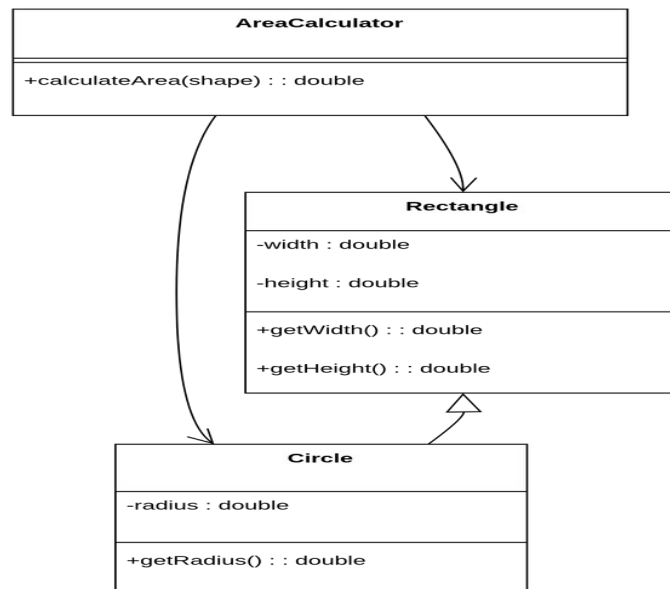 AreaCalculator
+calculateArea(shape) : : double
Rectangle
-width : double
-height : double
+getWidth() : : double
+getHeight() : : double
Circle
-radius : double
+getRadius() : : double